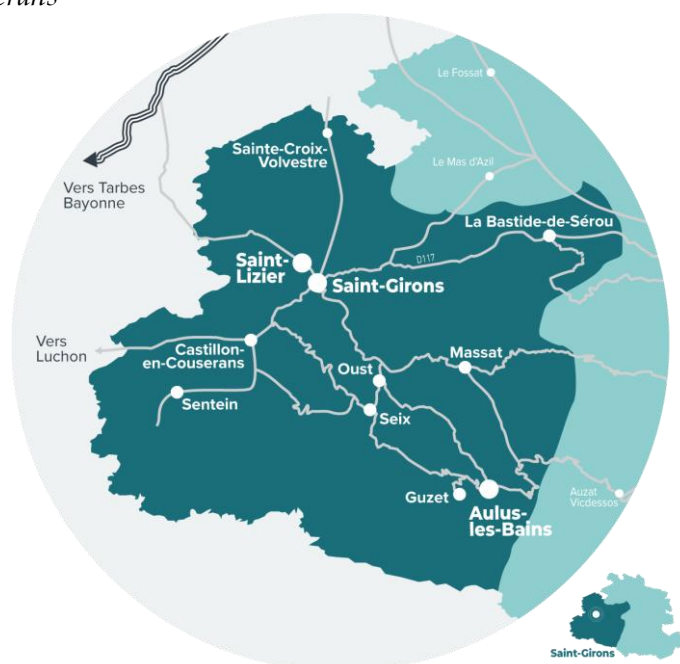 Le Fossat
Sainte-Croix-
Volvestre
Le Mas d'Azil
Vers Tarbes
Bayonne
La Bastide-de-Sérou
D117
Saint-
Lizier
Saint-Girons
Vers
Luchon
Castillon-
en-Couserans
Oust
Massat
Sentein
Seix
Guzet
Aulus-
les-Bains
Auzat
Vicdessos
Saint-Girons